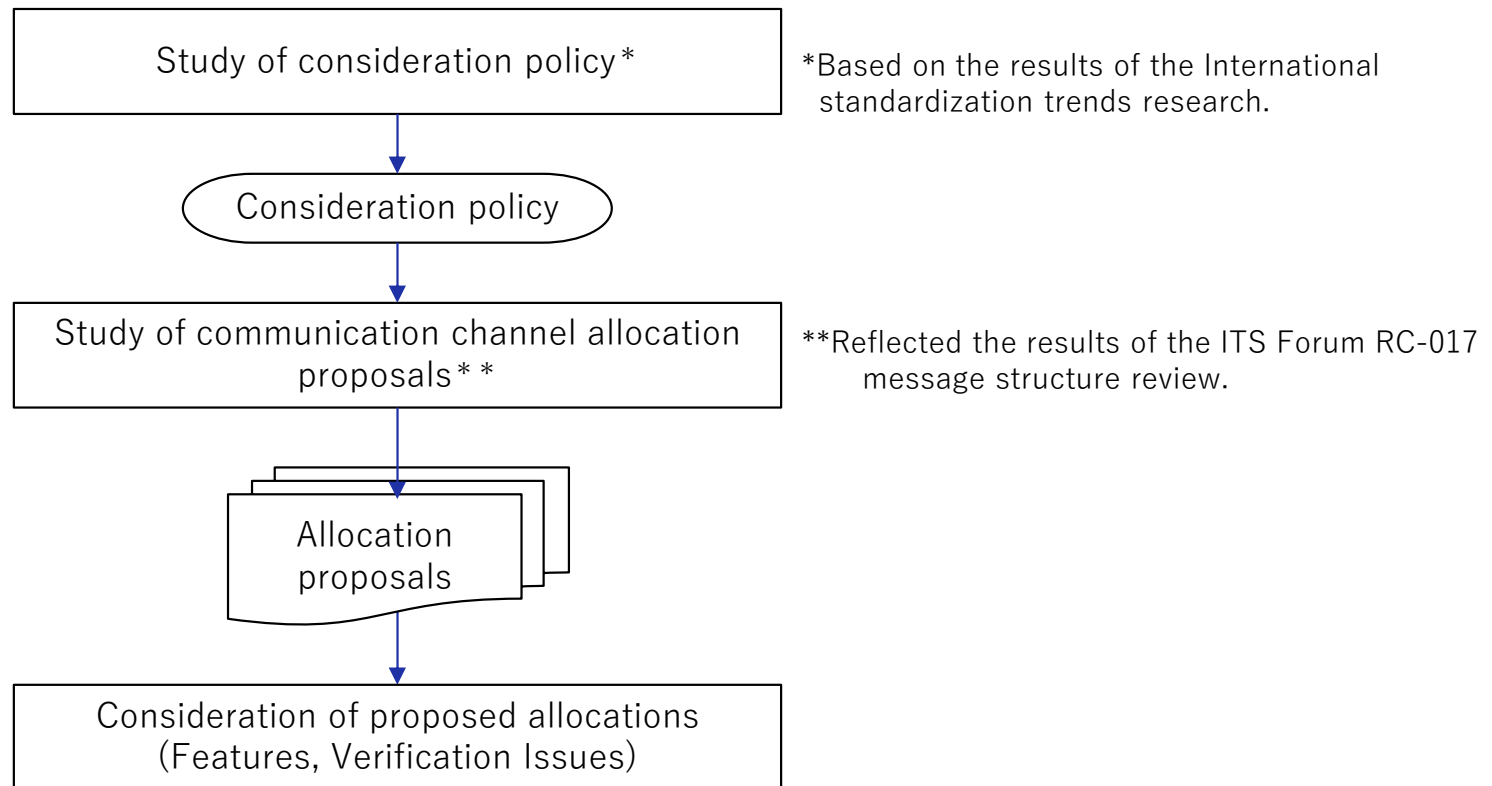 Study of consideration policy*
*Based on the results of the International
standardization trends research.
Consideration policy
Study of communication channel allocation
proposals**
**Reflected the results of the ITS Forum RC-017
message structure review.
Allocation
proposals
Consideration of proposed allocations
(Features, Verification Issues)